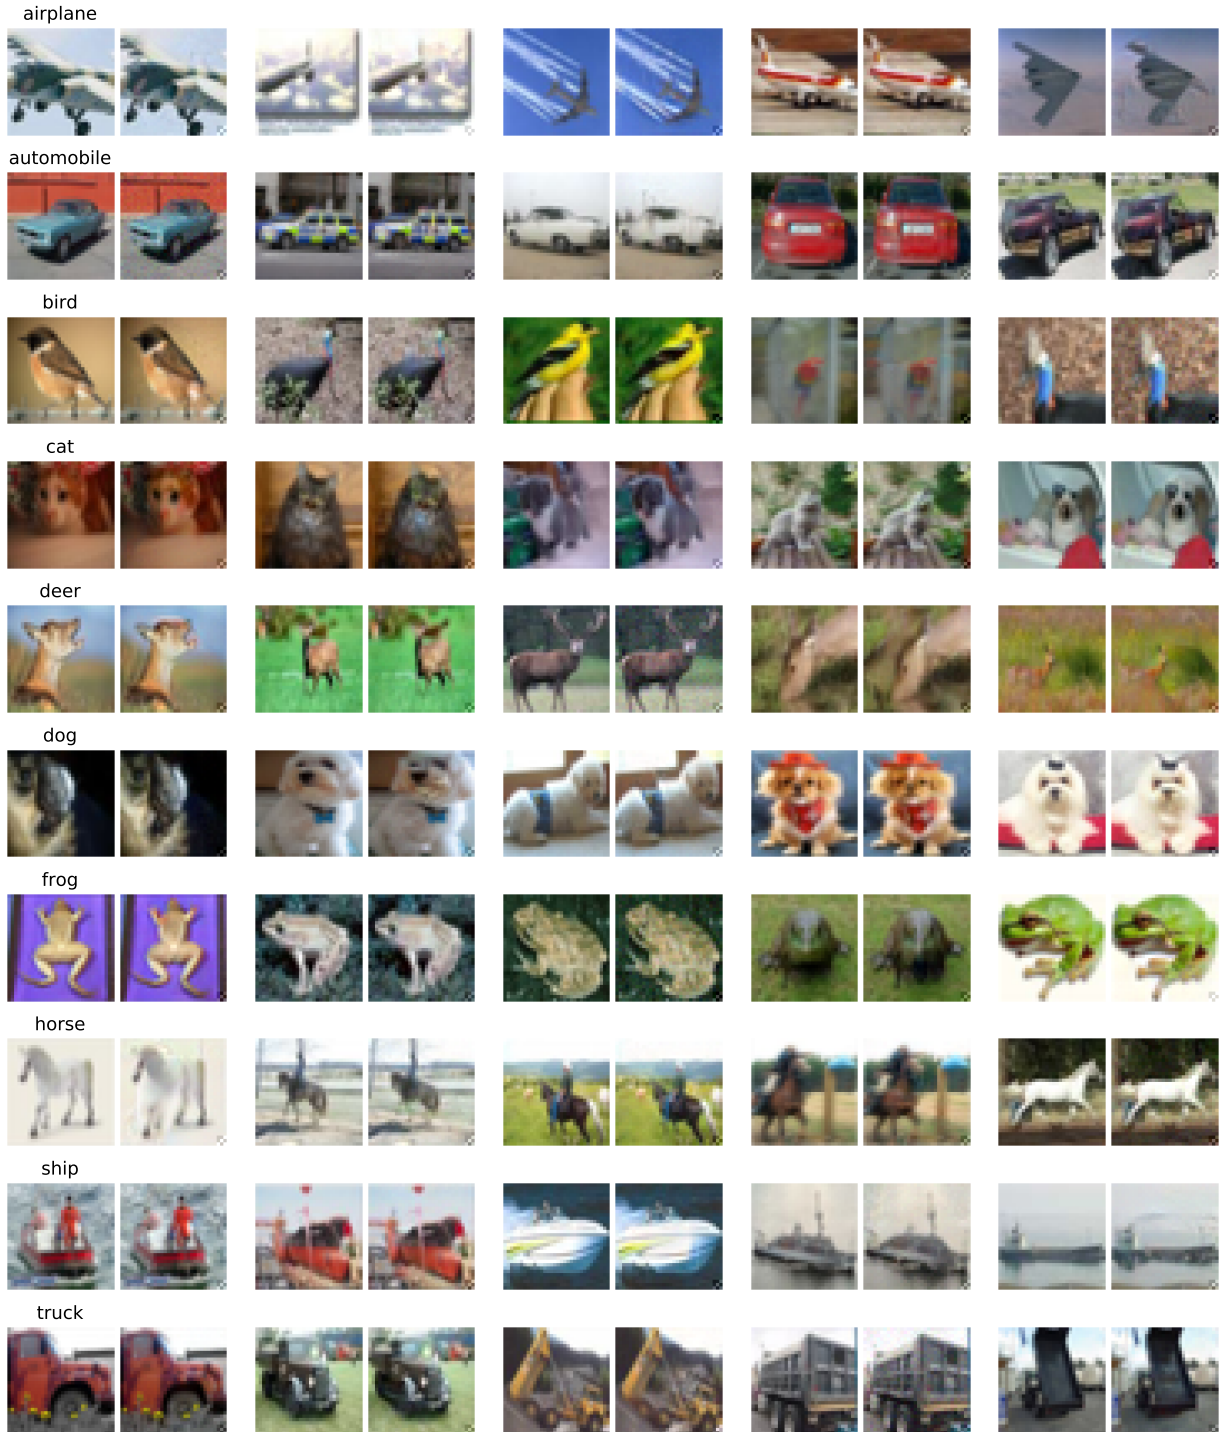 airplane
automobile
bird
cat
deer
dog
frog
horse
ship
truck